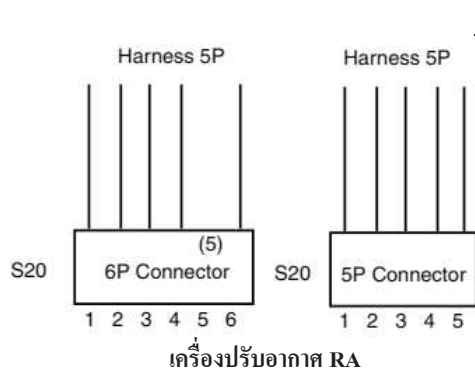 Harness 5P
Harness 5P
(5)
S20
6P Connector
S20
5P Connector
1 2 3 4 5 6
1 2 3 4 5
เครื่องปรับอากาศ RA